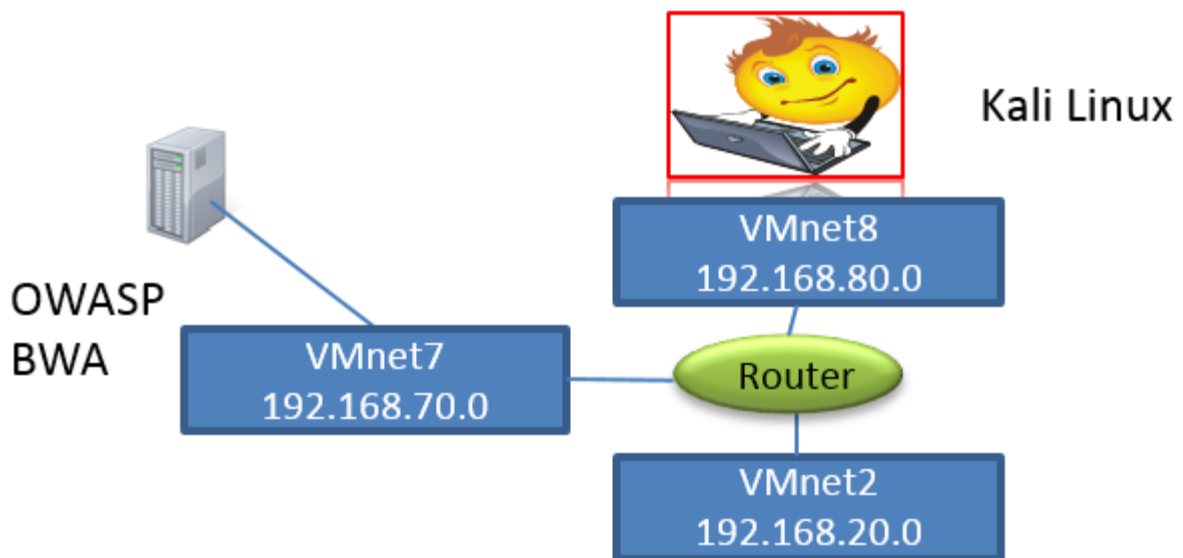 Kali Linux
VMnet8
192.168.80.0
OWASP
BWA
VMnet7
192.168.70.0
Router
VMnet2
192.168.20.0